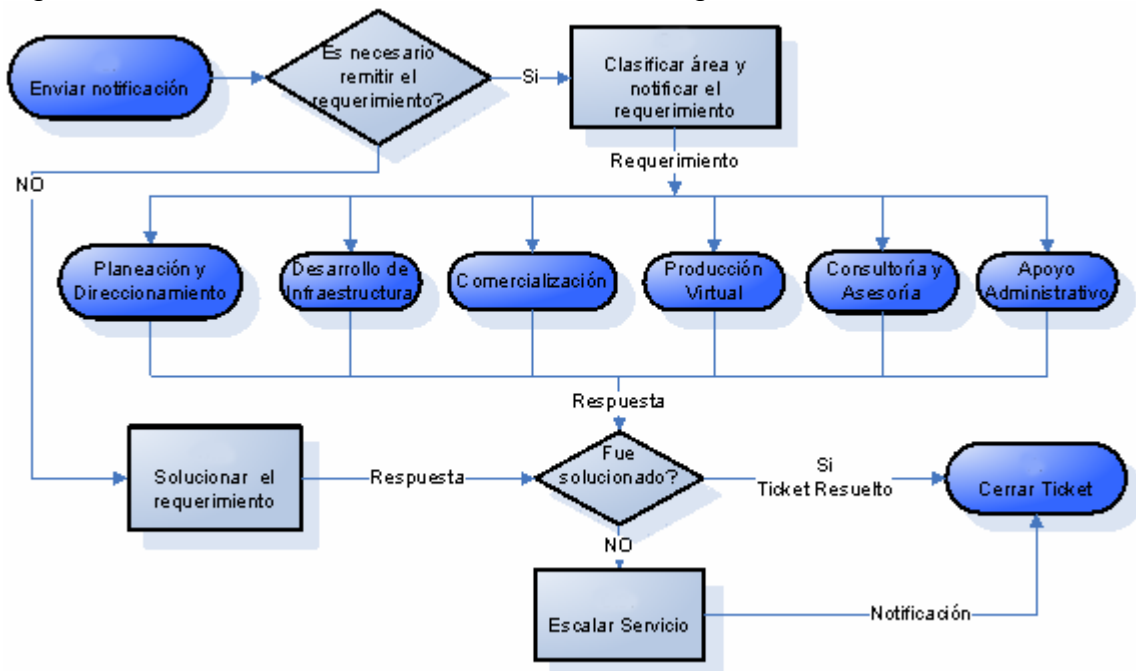 Enviar notificación
Es necesario
remitir el
requerimiento?
Si
Clasificar área y
notificar el
requerimiento
Requerimiento
NO
Planeación y
Direccionamiento
Desarrollo de
Infraestructura
Comercialización
Producción
Virtual
Consultoría y
Asesoría
Apoyo
Administrativo
Respuesta
Solucionar el
requerimiento
Respuesta
Fue
solucionado?
Si
Ticket Resuelto
Cerrar Ticket
NO
Escalar Servicio
Notificación